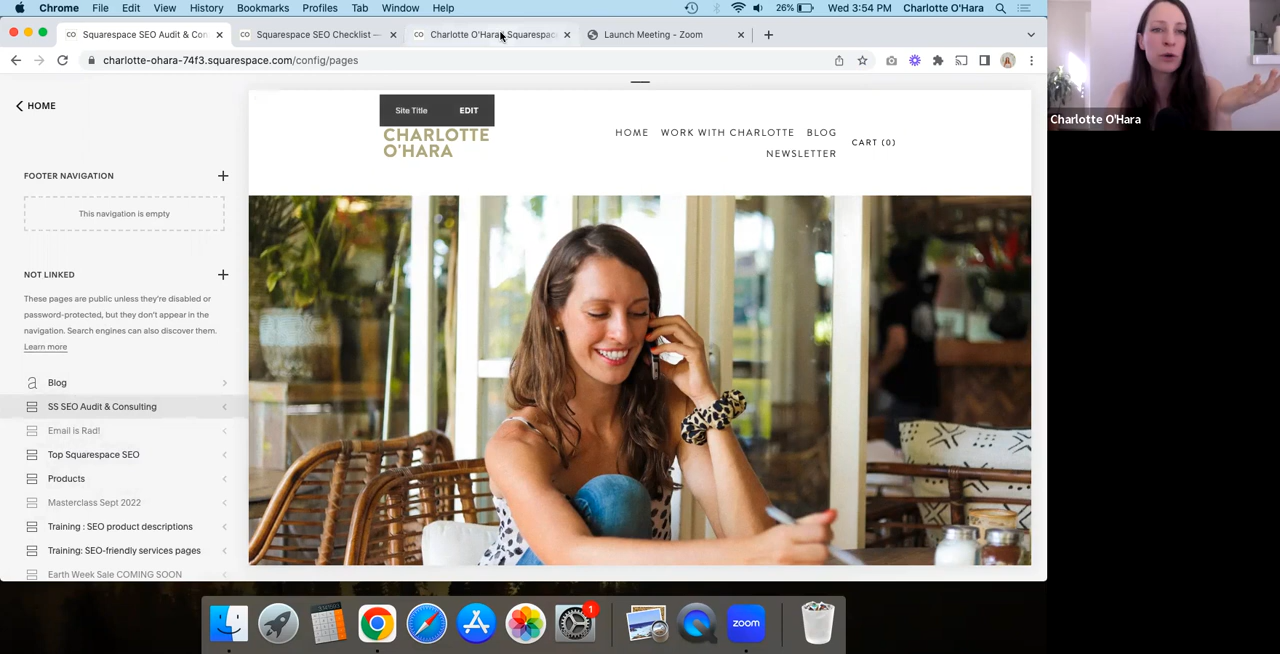 Chrome File Edit View History Bookmarks Profiles Tab Window Help 26% Wed 3:54 PM Charlotte O'Hara
CO Squarespace SEO Audit & Con CO Squarespace SEO Checklist — CO Charlotte O'Hara Squarespac Launch Meeting - Zoom
charlotte-ohara-74f3.squarespace.com/config/pages
HOME
FOOTER NAVIGATION
This navigation is empty
NOT LINKED
These pages are public unless they're disabled or
password-protected, but they don't appear in the
navigation. Search engines can also discover them.
Learn more
Blog
SS SEO Audit & Consulting
Email is Rad!
Top Squarespace SEO
Products
Masterclass Sept 2022
Training : SEO product descriptions
Training: SEO-friendly services pages
Earth Week Sale COMING SOON
Site Title EDIT
CHARLOTTE
O'HARA
HOME WORK WITH CHARLOTTE BLOG
NEWSLETTER
CART (0)
Charlotte O'Hara
1
zoom